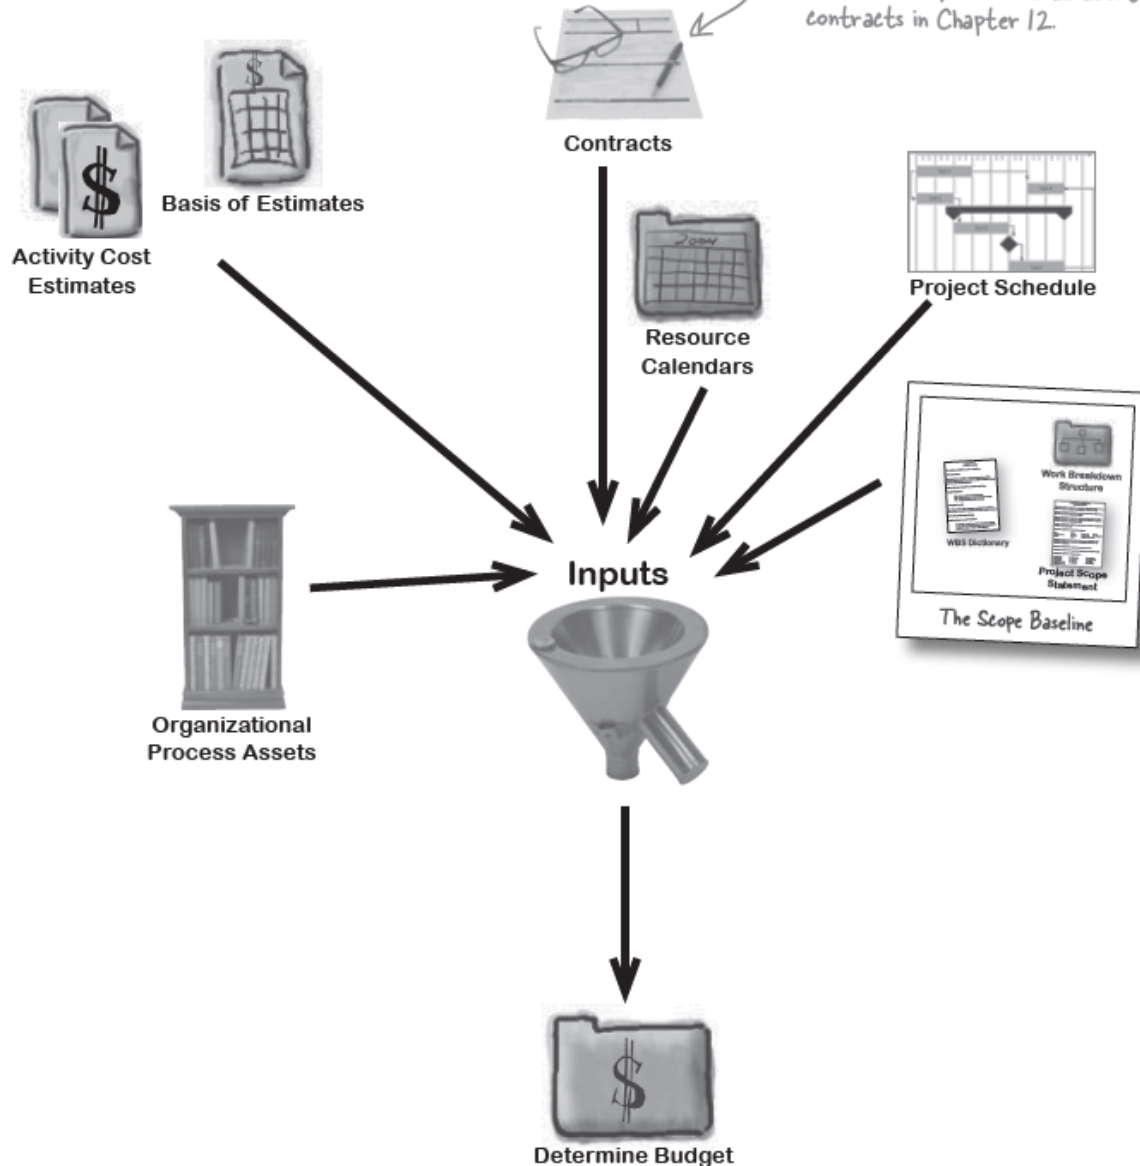 contracts in Chapter 12.
Contracts
Basis of Estimates
Activity Cost
Estimates
2004
Resource
Calendars
Project Schedule
Work Breakdown
Structure
WBS Dictionary
Project Scope
Statement
The Scope Baseline
Inputs
Organizational
Process Assets
Determine Budget